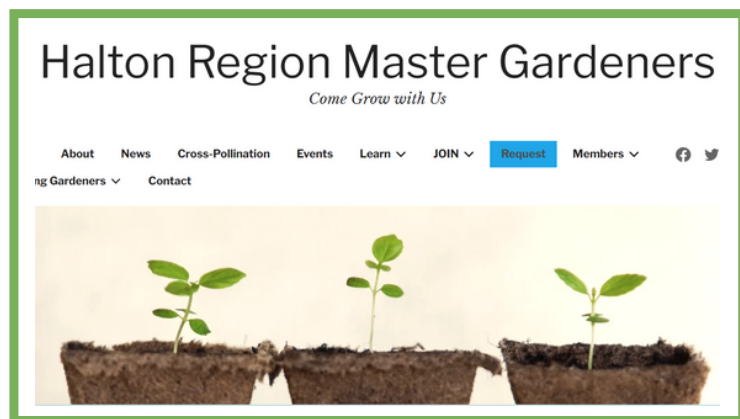 Halton Region Master Gardeners
Come Grow with Us
About News Cross-Pollination Events Learn JOIN Request Members
ng Gardeners Contact